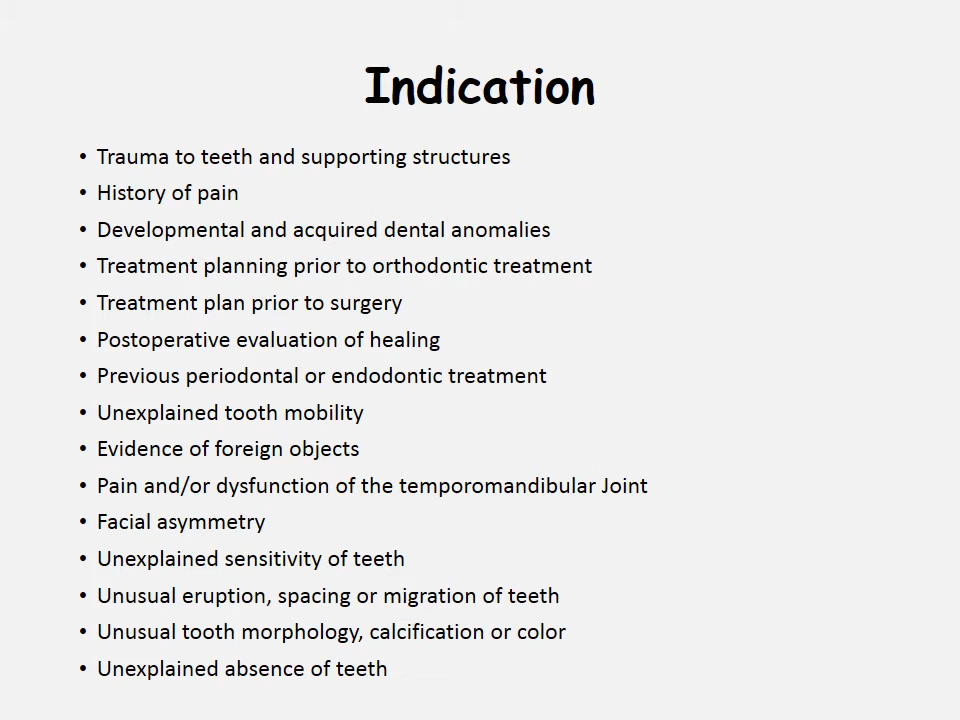 Indication
• Trauma to teeth and supporting structures
• History of pain
• Developmental and acquired dental anomalies
• Treatment planning prior to orthodontic treatment
• Treatment plan prior to surgery
• Postoperative evaluation of healing
• Previous periodontal or endodontic treatment
• Unexplained tooth mobility
• Evidence of foreign objects
• Pain and/or dysfunction of the temporomandibular Joint
• Facial asymmetry
• Unexplained sensitivity of teeth
• Unusual eruption, spacing or migration of teeth
• Unusual tooth morphology, calcification or color
• Unexplained absence of teeth